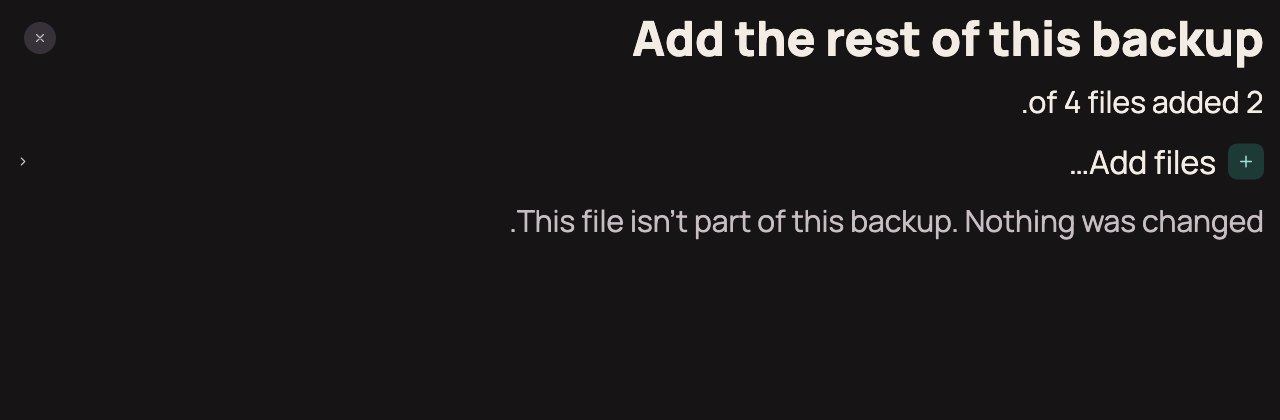 Add the rest of this backup
.of 4 files added 2
…Add files
.This file isn’t part of this backup. Nothing was changed